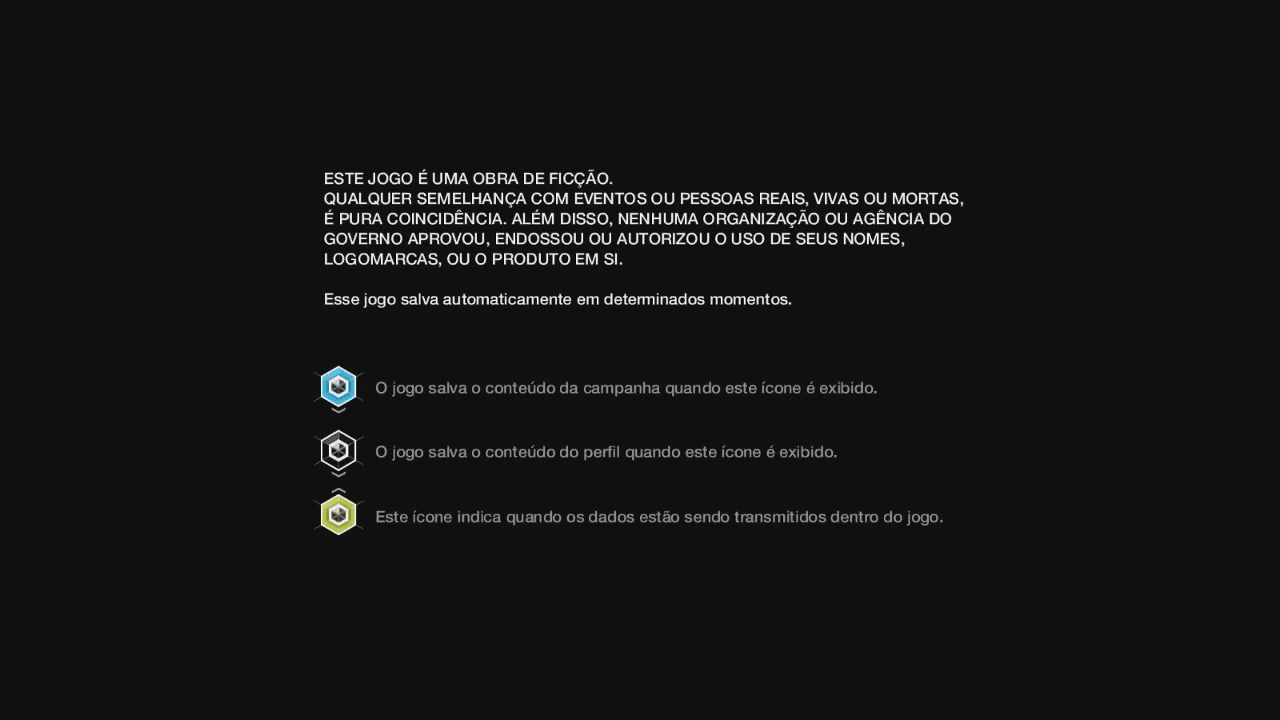 ESTE JOGO É UMA OBRA DE FICÇÃO.
QUALQUER SEMELHANÇA COM EVENTOS OU PESSOAS REAIS, VIVAS OU MORTAS,
É PURA COINCIDÊNCIA. ALÉM DISSO, NENHUMA ORGANIZAÇÃO OU AGÊNCIA DO
GOVERNO APROVOU, ENDOSSOU OU AUTORIZOU O USO DE SEUS NOMES,
LOGOMARCAS, OU O PRODUTO EM SI.
Esse jogo salva automaticamente em determinados momentos.
O jogo salva o conteúdo da campanha quando este ícone é exibido.
O jogo salva o conteúdo do perfil quando este ícone é exibido.
Este ícone indica quando os dados estão sendo transmitidos dentro do jogo.